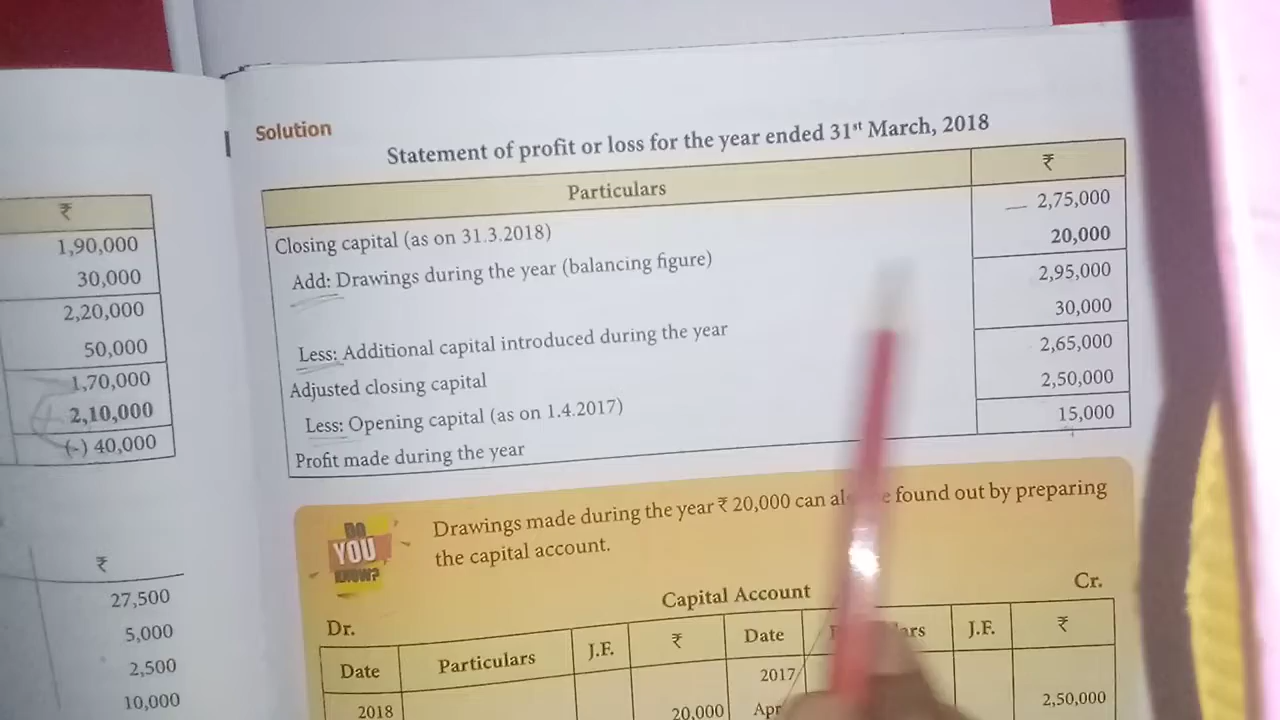 ₹
1,90,000
30,000
2,20,000
50,000
1,70,000
2,10,000
(-) 40,000
₹
27,500
5,000
2,500
10,000
Solution
Statement of profit or loss for the year ended 31st March, 2018
Particulars ₹
Closing capital (as on 31.3.2018) 2,75,000
Add: Drawings during the year (balancing figure) 20,000
2,95,000
Less: Additional capital introduced during the year 30,000
Adjusted closing capital 2,65,000
Less: Opening capital (as on 1.4.2017) 2,50,000
Profit made during the year 15,000
DO
YOU
KNOW?
Drawings made during the year ₹ 20,000 can found out by preparing
the capital account.
Capital Account
Dr. Cr.
Date Particulars J.F. ₹ Date J.F. ₹
2017
2018 20,000 Apr 2,50,000